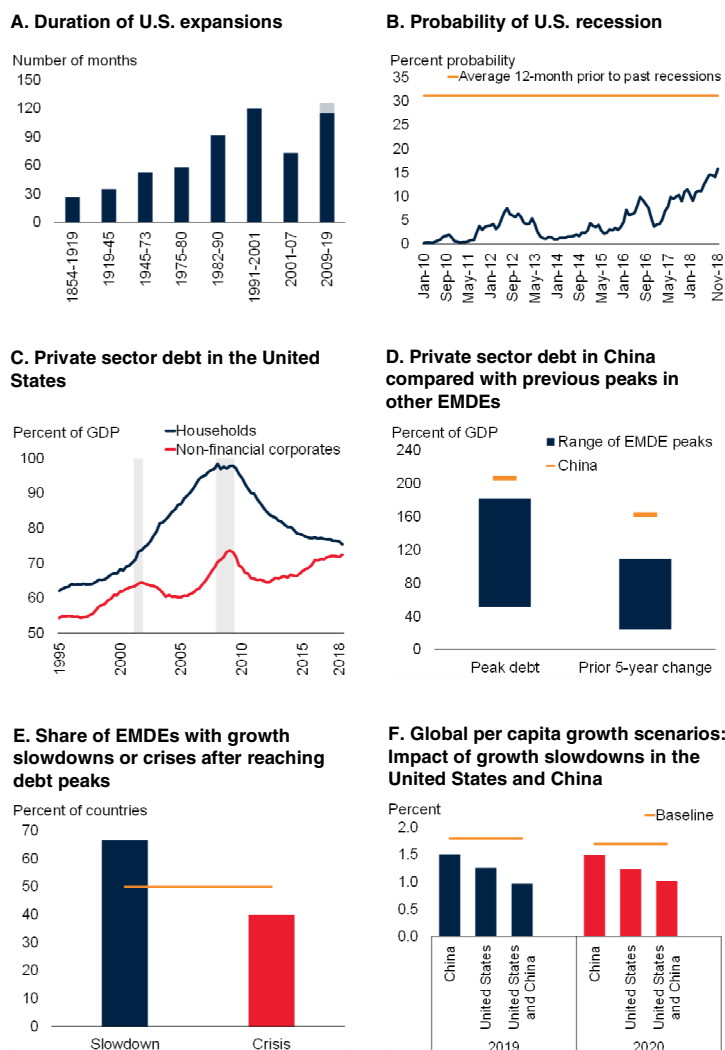 A. Duration of U.S. expansions
Number of months
150
120
90
60
30
0
1854-1919
1919-45
1945-73
1975-80
1982-90
1991-2001
2001-07
2009-19
B. Probability of U.S. recession
Percent probability
Average 12-month prior to past recessions
35
30
25
20
15
10
5
0
Jan-10
Sep-10
May-11
Jan-12
Sep-12
May-13
Jan-14
Sep-14
May-15
Jan-16
Sep-16
May-17
Jan-18
Nov-18
C. Private sector debt in the United
States
Percent of GDP
Households
Non-financial corporates
100
90
80
70
60
50
1995
2000
2005
2010
2015
2018
D. Private sector debt in China
compared with previous peaks in
other EMDEs
Percent of GDP
Range of EMDE peaks
China
240
200
160
120
80
40
0
Peak debt
Prior 5-year change
E. Share of EMDEs with growth
slowdowns or crises after reaching
debt peaks
Percent of countries
70
60
50
40
30
20
10
0
Slowdown
Crisis
F. Global per capita growth scenarios:
Impact of growth slowdowns in the
United States and China
Percent
Baseline
2.0
1.5
1.0
0.5
0.0
China
United States
United States
and China
China
United States
United States
and China
2019
2020